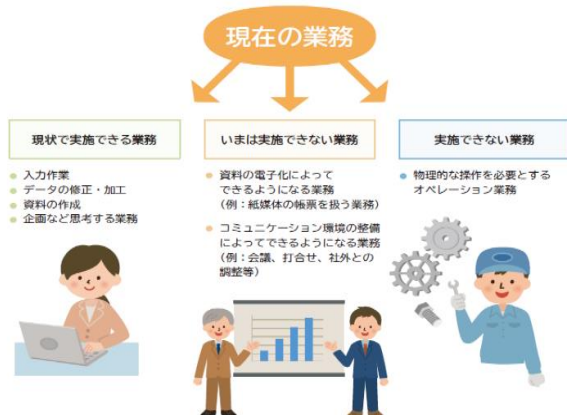 現在の業務
現状で実施できる業務
入力作業
データの修正・加工
資料の作成
企画など思考する業務
いまは実施できない業務
資料の電子化によって
できるようになる業務
（例：紙媒体の帳票を扱う業務）
コミュニケーション環境の整備
によってできるようになる業務
（例：会議、打合せ、社外との
調整等）
実施できない業務
物理的な操作を必要とする
オペレーション業務